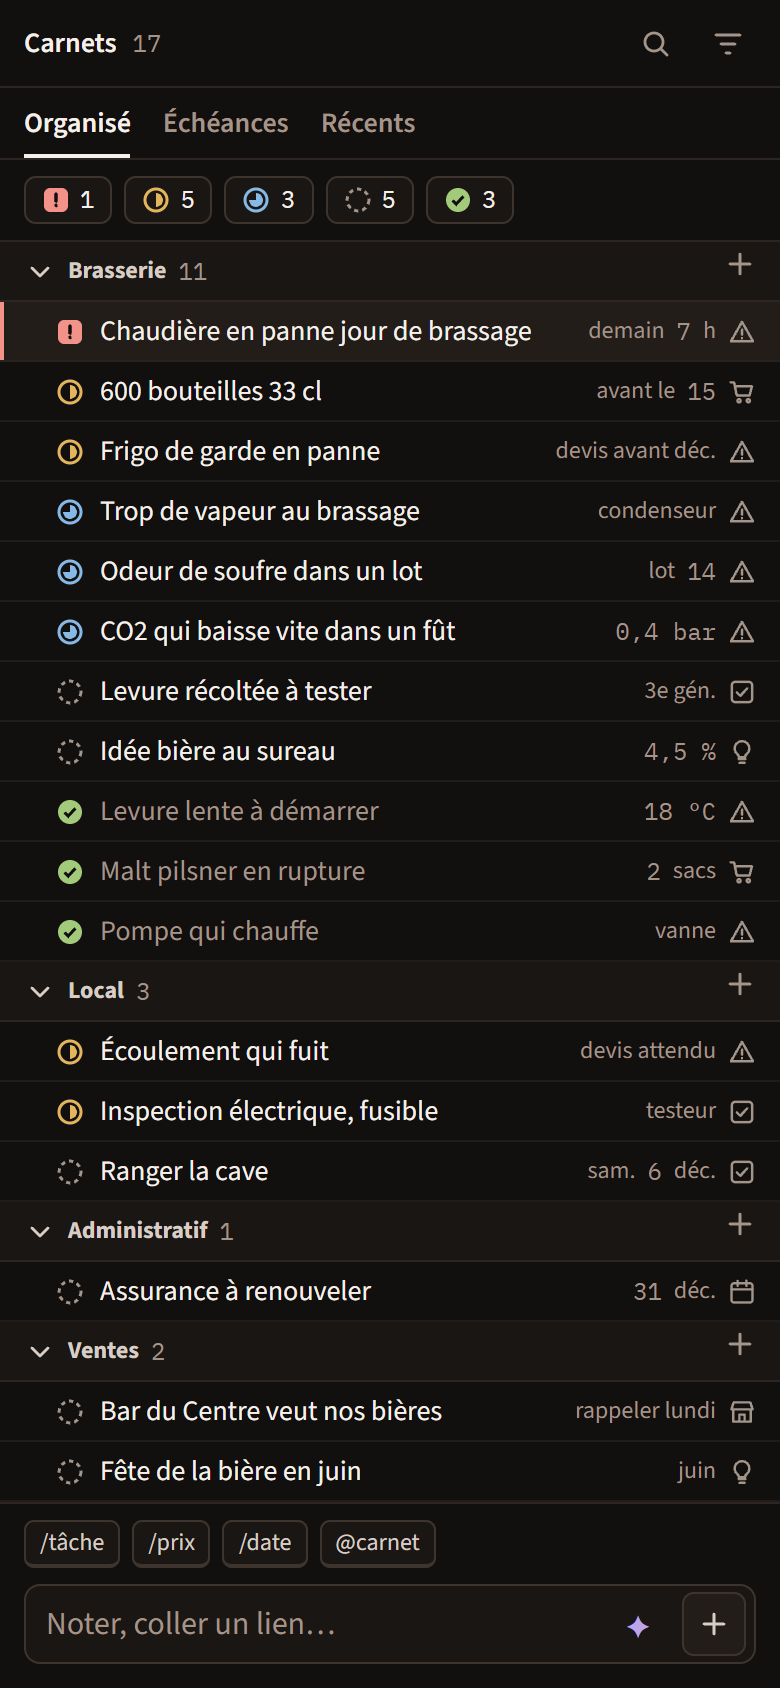 Carnets 17
Organisé Échéances Récents
1 5 3 5 3
Brasserie 11
Chaudière en panne jour de brassage demain 7 h
600 bouteilles 33 cl avant le 15
Frigo de garde en panne devis avant déc.
Trop de vapeur au brassage condenseur
Odeur de soufre dans un lot lot 14
CO2 qui baisse vite dans un fût 0,4 bar
Levure récoltée à tester 3e gén.
Idée bière au sureau 4,5 %
Levure lente à démarrer 18 °C
Malt pilsner en rupture 2 sacs
Pompe qui chauffe vanne
Local 3
Écoulement qui fuit devis attendu
Inspection électrique, fusible testeur
Ranger la cave sam. 6 déc.
Administratif 1
Assurance à renouveler 31 déc.
Ventes 2
Bar du Centre veut nos bières rappeler lundi
Fête de la bière en juin juin
/tâche /prix /date @carnet
Noter, coller un lien…